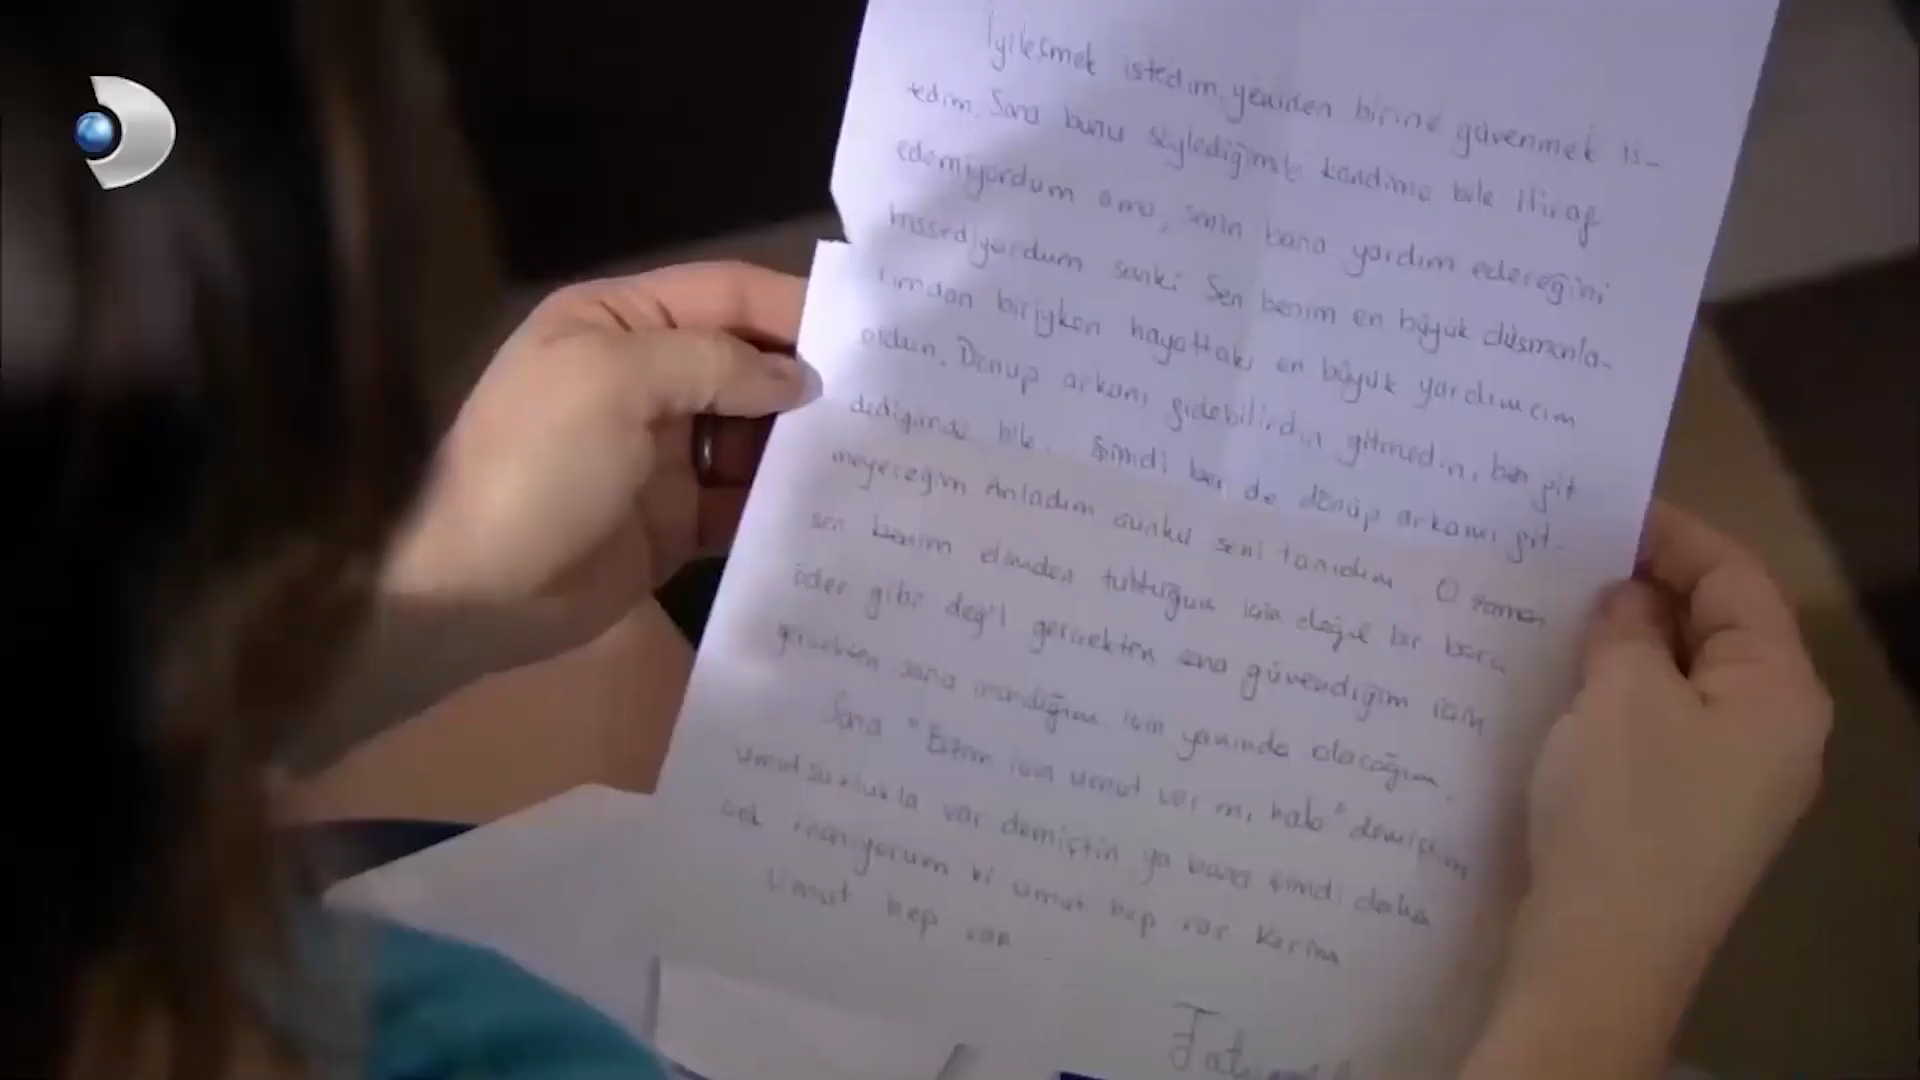 İyileşmek istedim, yeniden birine güvenmek is-
tedim. Sana bunu söylediğimde kendime bile itiraf
edemiyordum ama, senin bana yardım edeceğini
hissediyordum sanki Sen benim en büyük düşmanla-
rımdan biriyken hayattaki en büyük yardımcım
oldun. Dönüp arkanı gidebilirdin gitmedin, ben git
dediğimde bile. Şimdi ben de dönüp arkamı git-
meyeceğim Anladım çünkü seni tanıdım O zaman
sen benim elimden tuttuğun için değil bir borç
öder gibi değil gerçekten sana güvendiğim için
gerçekten sana inandığım için yanında olacağım.
Sana "Bizim için umut var mı hala" demiştim
umutsuzlukla var demiştin ya bana şimdi daha
çok inanıyorum ki umut hep var Kerim
Umut hep var